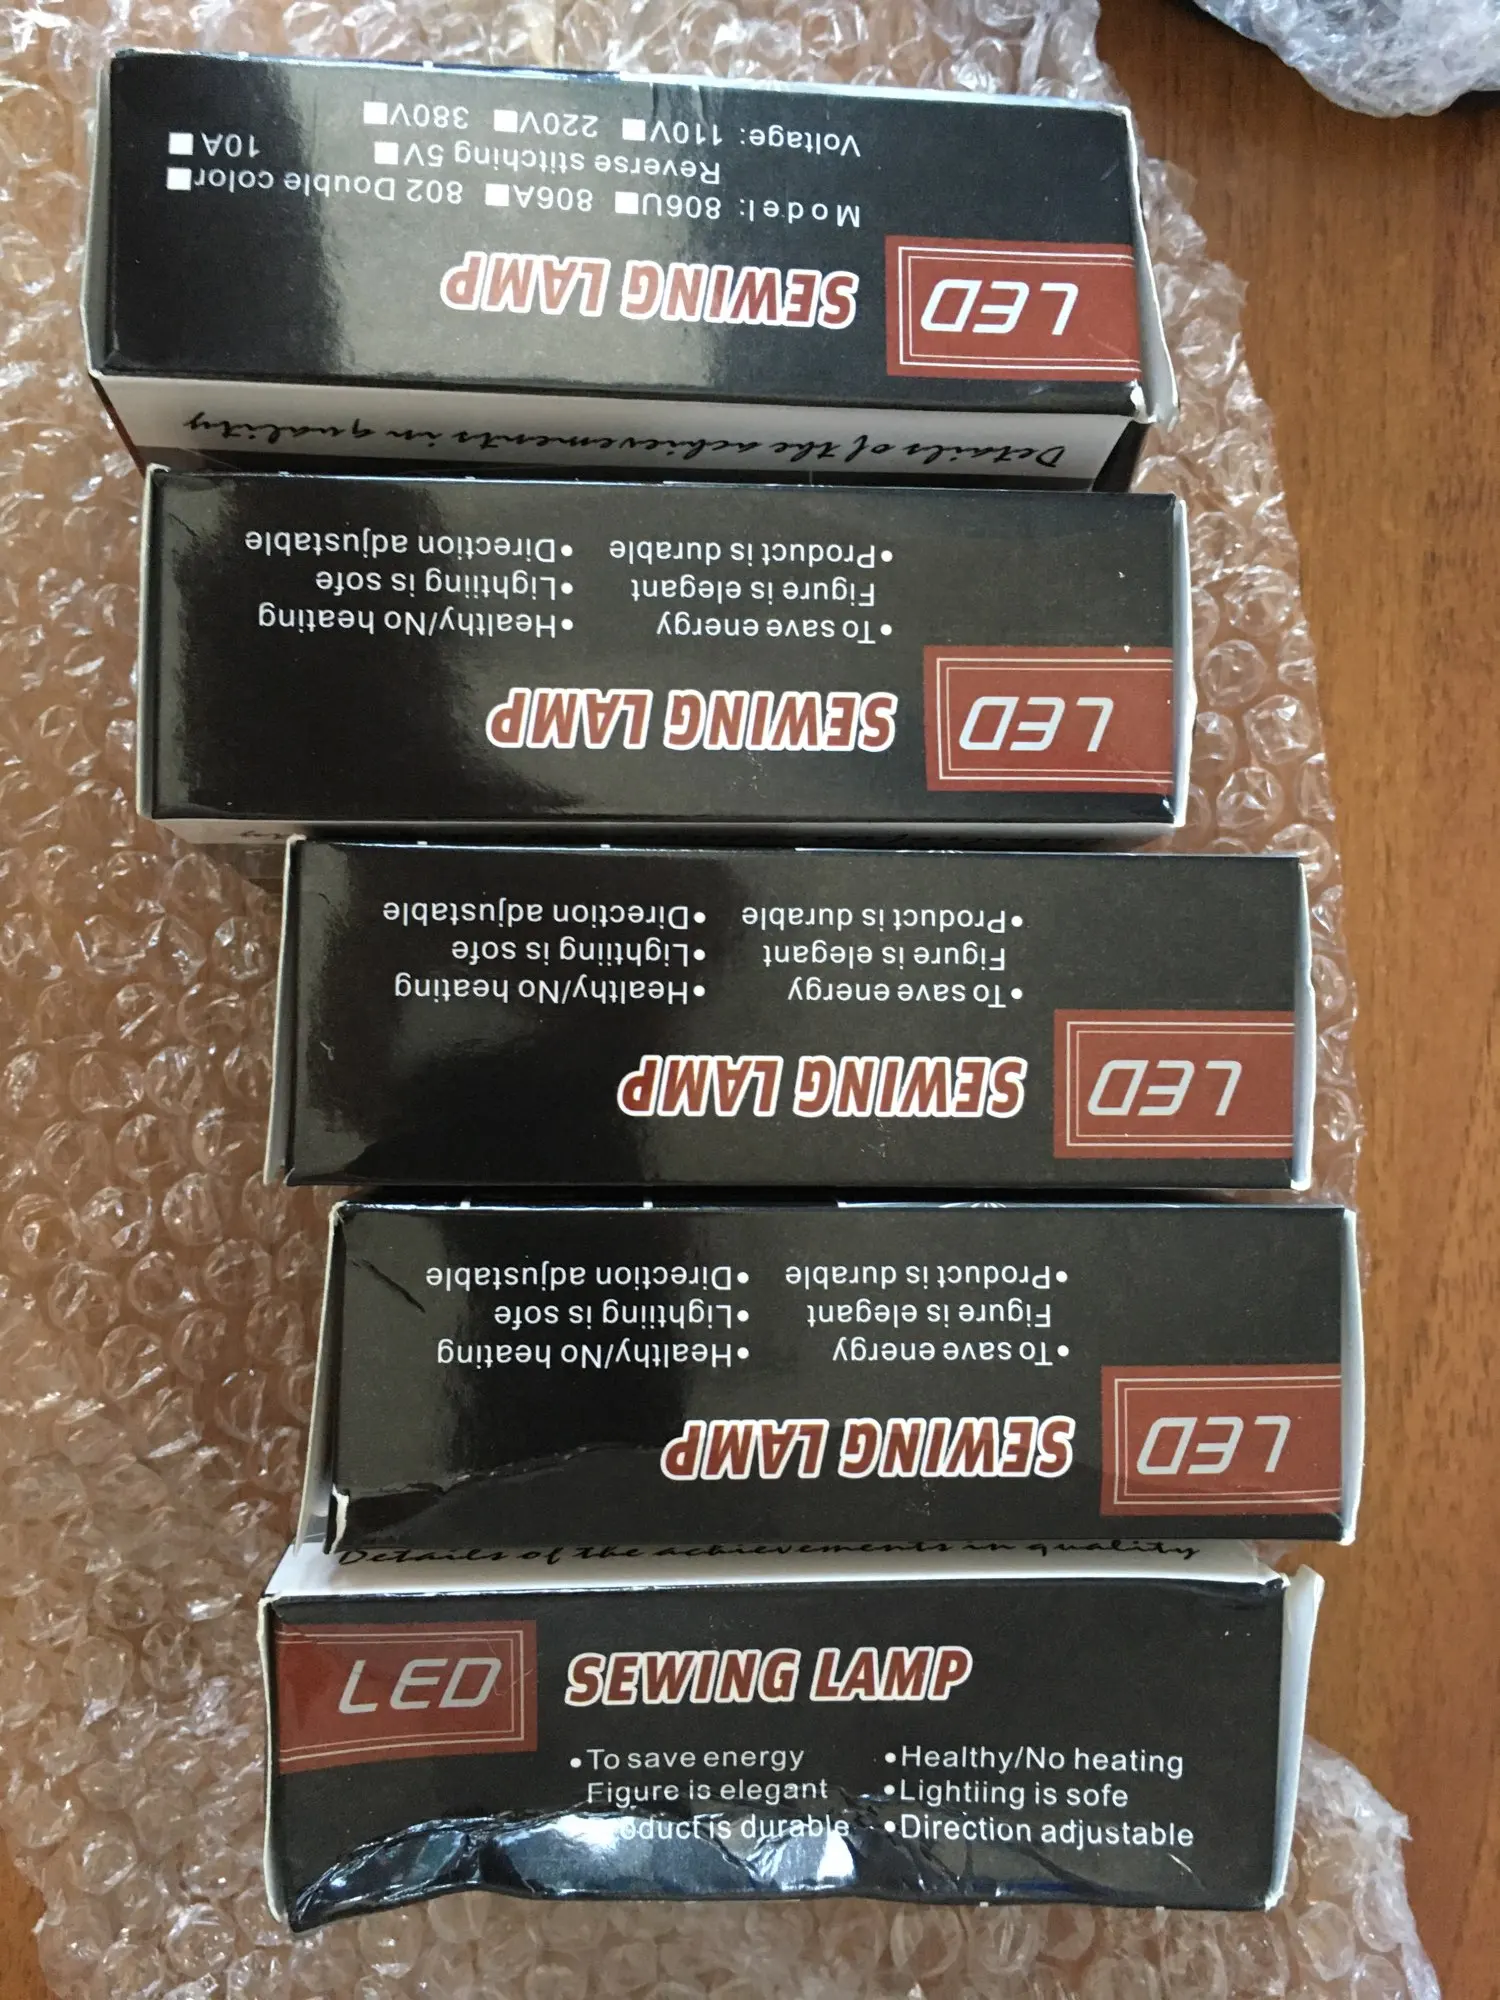 LED SEWING LAMP
Model: 806U 806A 802 Double color
Reverse stitching 5V 10A
Voltage: 110V 220V 380V
Details of the achievements in quality
LED SEWING LAMP
•To save energy •Healthy/No heating
Figure is elegant •Lightiing is sofe
•Product is durable •Direction adjustable
LED SEWING LAMP
•To save energy •Healthy/No heating
Figure is elegant •Lightiing is sofe
•Product is durable •Direction adjustable
LED SEWING LAMP
•To save energy •Healthy/No heating
Figure is elegant •Lightiing is sofe
•Product is durable •Direction adjustable
Details of the achievements in quality
LED SEWING LAMP
•To save energy •Healthy/No heating
Figure is elegant •Lightiing is sofe
Product is durable •Direction adjustable